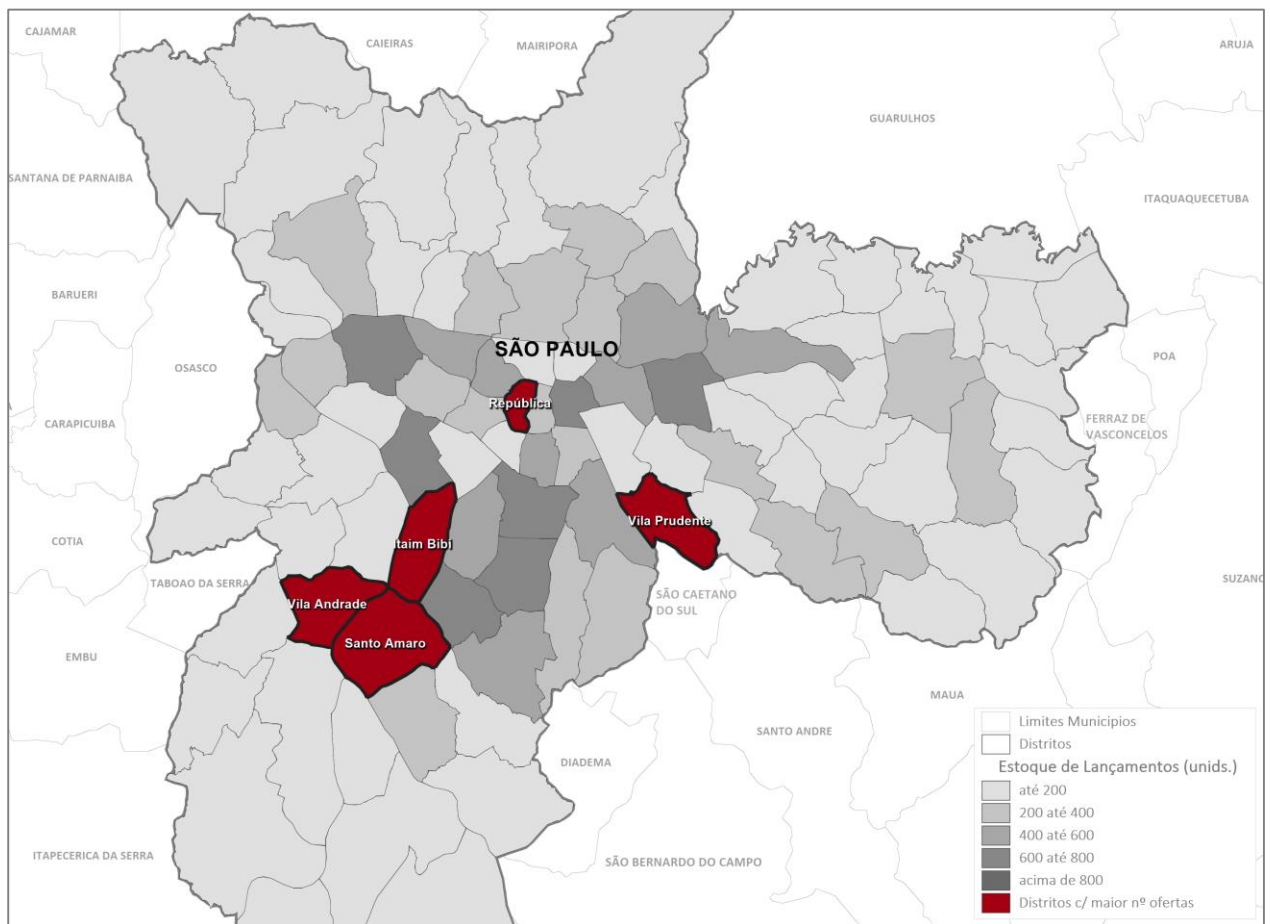 CAJAMAR
CAIEIRAS
MAIRIPORA
ARUJA
GUARULHOS
SANTANA DE PARNAIBA
ITAQUAQUECETUBA
BARUERI
OSASCO
SÃO PAULO
POA
República
CARAPICUIBA
FERRAZ DE
VASCONCELOS
Vila Prudente
COTIA
Itaim Bibi
TABOAO DA SERRA
SUZANO
SÃO CAETANO
DO SUL
Vila Andrade
Santo Amaro
EMBU
MAUA
SANTO ANDRE
DIADEMA
ITAPECERICA DA SERRA
SÃO BERNARDO DO CAMPO
Limites Municipios
Distritos
Estoque de Lançamentos (unids.)
até 200
200 até 400
400 até 600
600 até 800
acima de 800
Distritos c/ maior nº ofertas